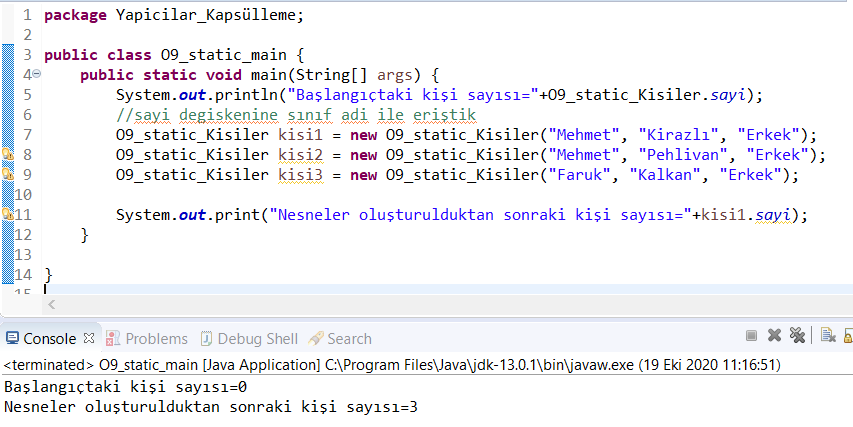 1 package Yapicilar_Kapsülleme;
2
3 public class O9_static_main {
4 public static void main(String[] args) {
5 System.out.println("Başlangıçtaki kişi sayısı="+O9_static_Kisiler.sayi);
6 //sayi degiskenine sınıf adi ile eristik
7 O9_static_Kisiler kisi1 = new O9_static_Kisiler("Mehmet", "Kirazlı", "Erkek");
8 O9_static_Kisiler kisi2 = new O9_static_Kisiler("Mehmet", "Pehlivan", "Erkek");
9 O9_static_Kisiler kisi3 = new O9_static_Kisiler("Faruk", "Kalkan", "Erkek");
10
11 System.out.print("Nesneler oluşturulduktan sonraki kişi sayısı="+kisi1.sayi);
12 }
13
14 }
15
Console Problems Debug Shell Search
<terminated> O9_static_main [Java Application] C:\Program Files\Java\jdk-13.0.1\bin\javaw.exe (19 Eki 2020 11:16:51)
Başlangıçtaki kişi sayısı=0
Nesneler oluşturulduktan sonraki kişi sayısı=3